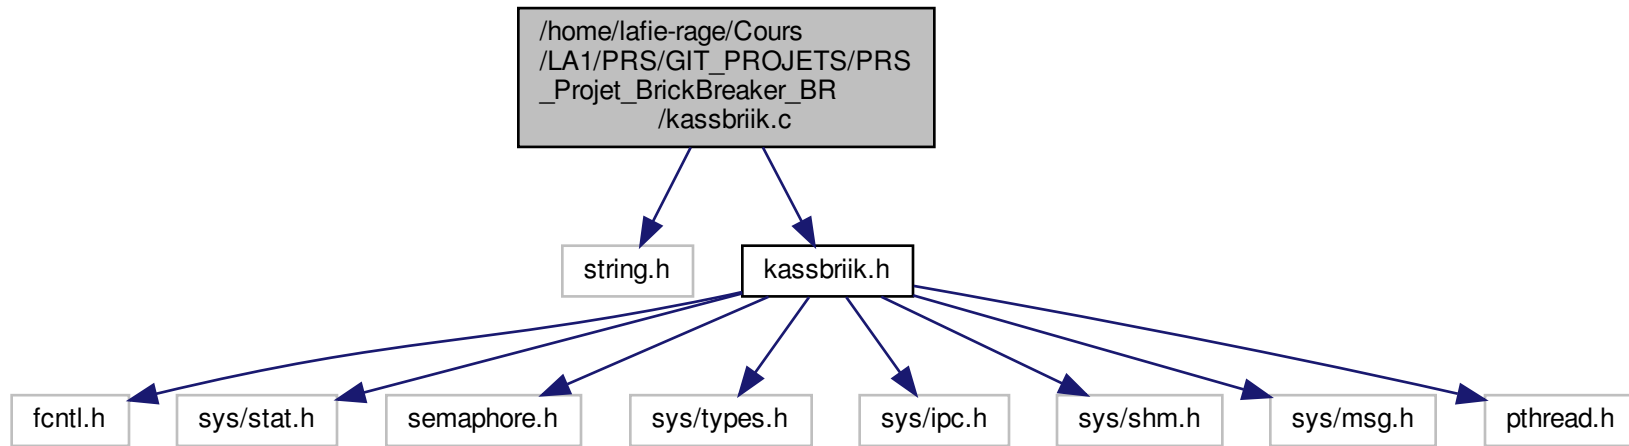 /home/lafie-rage/Cours
/LA1/PRS/GIT_PROJETS/PRS
_Projet_BrickBreaker_BR
/kassbriik.c
string.h
kassbriik.h
fcntl.h
sys/stat.h
semaphore.h
sys/types.h
sys/ipc.h
sys/shm.h
sys/msg.h
pthread.h